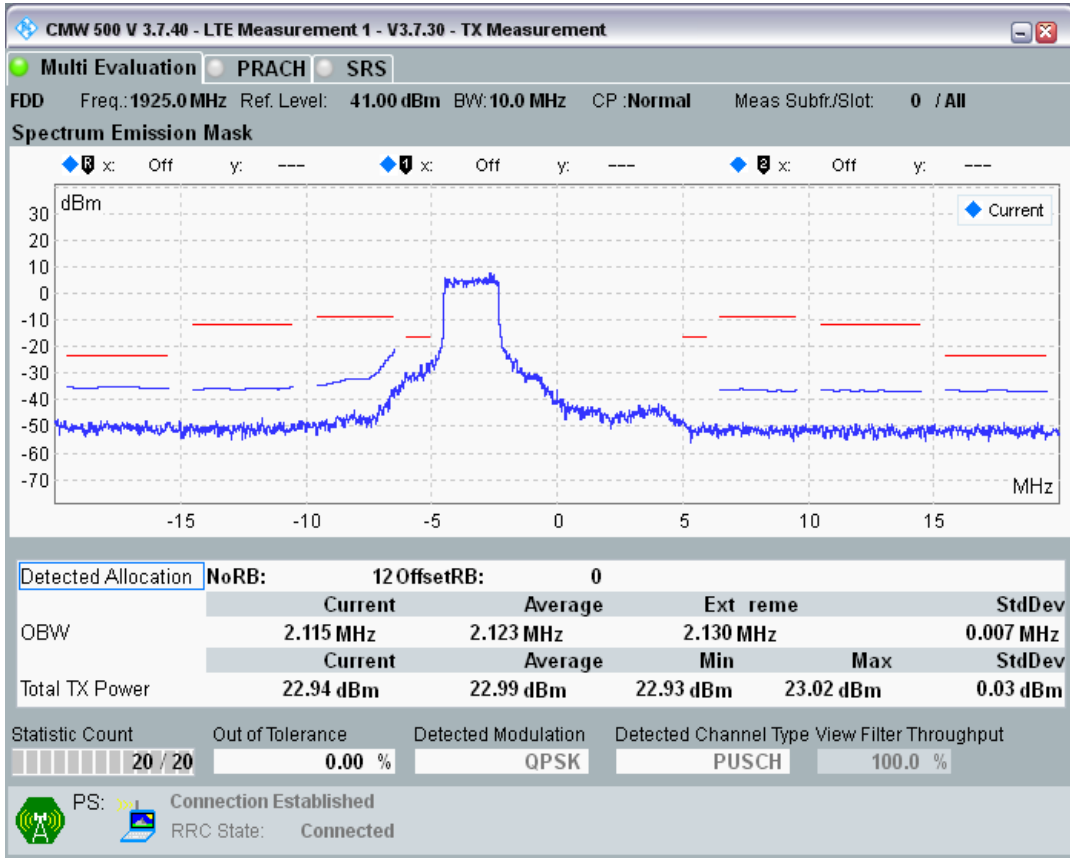 CMW 500 V 3.7.40 - LTE Measurement 1 - V3.7.30 - TX Measurement
Multi Evaluation PRACH SRS
FDD Freq.: 1925.0 MHz Ref. Level: 41.00 dBm BW: 10.0 MHz CP :Normal Meas Subfr./Slot: 0 / All
Spectrum Emission Mask
R x: Off y: --- 1 x: Off y: --- 2 x: Off y: ---
dBm
Current
30
20
10
0
-10
-20
-30
-40
-50
-60
-70
MHz
-15 -10 -5 0 5 10 15
Detected Allocation NoRB: 12 OffsetRB: 0
Current Average Ext reme StdDev
OBW 2.115 MHz 2.123 MHz 2.130 MHz 0.007 MHz
Current Average Min Max StdDev
Total TX Power 22.94 dBm 22.99 dBm 22.93 dBm 23.02 dBm 0.03 dBm
Statistic Count Out of Tolerance Detected Modulation Detected Channel Type View Filter Throughput
20 / 20 0.00 % QPSK PUSCH 100.0 %
PS: Connection Established
RRC State: Connected